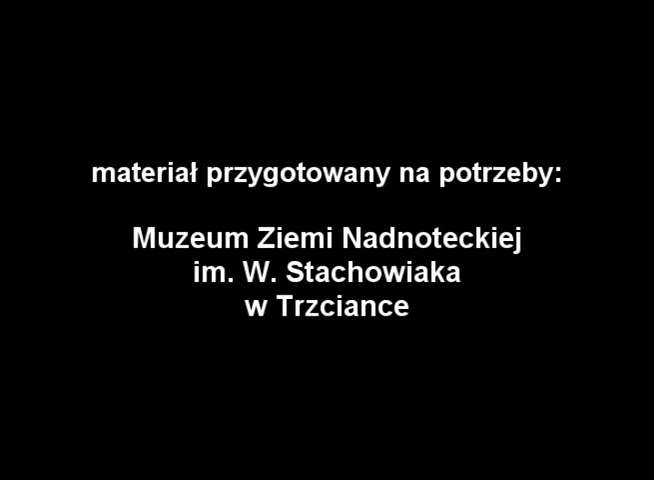 materiał przygotowany na potrzeby:
Muzeum Ziemi Nadnoteckiej
im. W. Stachowiaka
w Trzciance